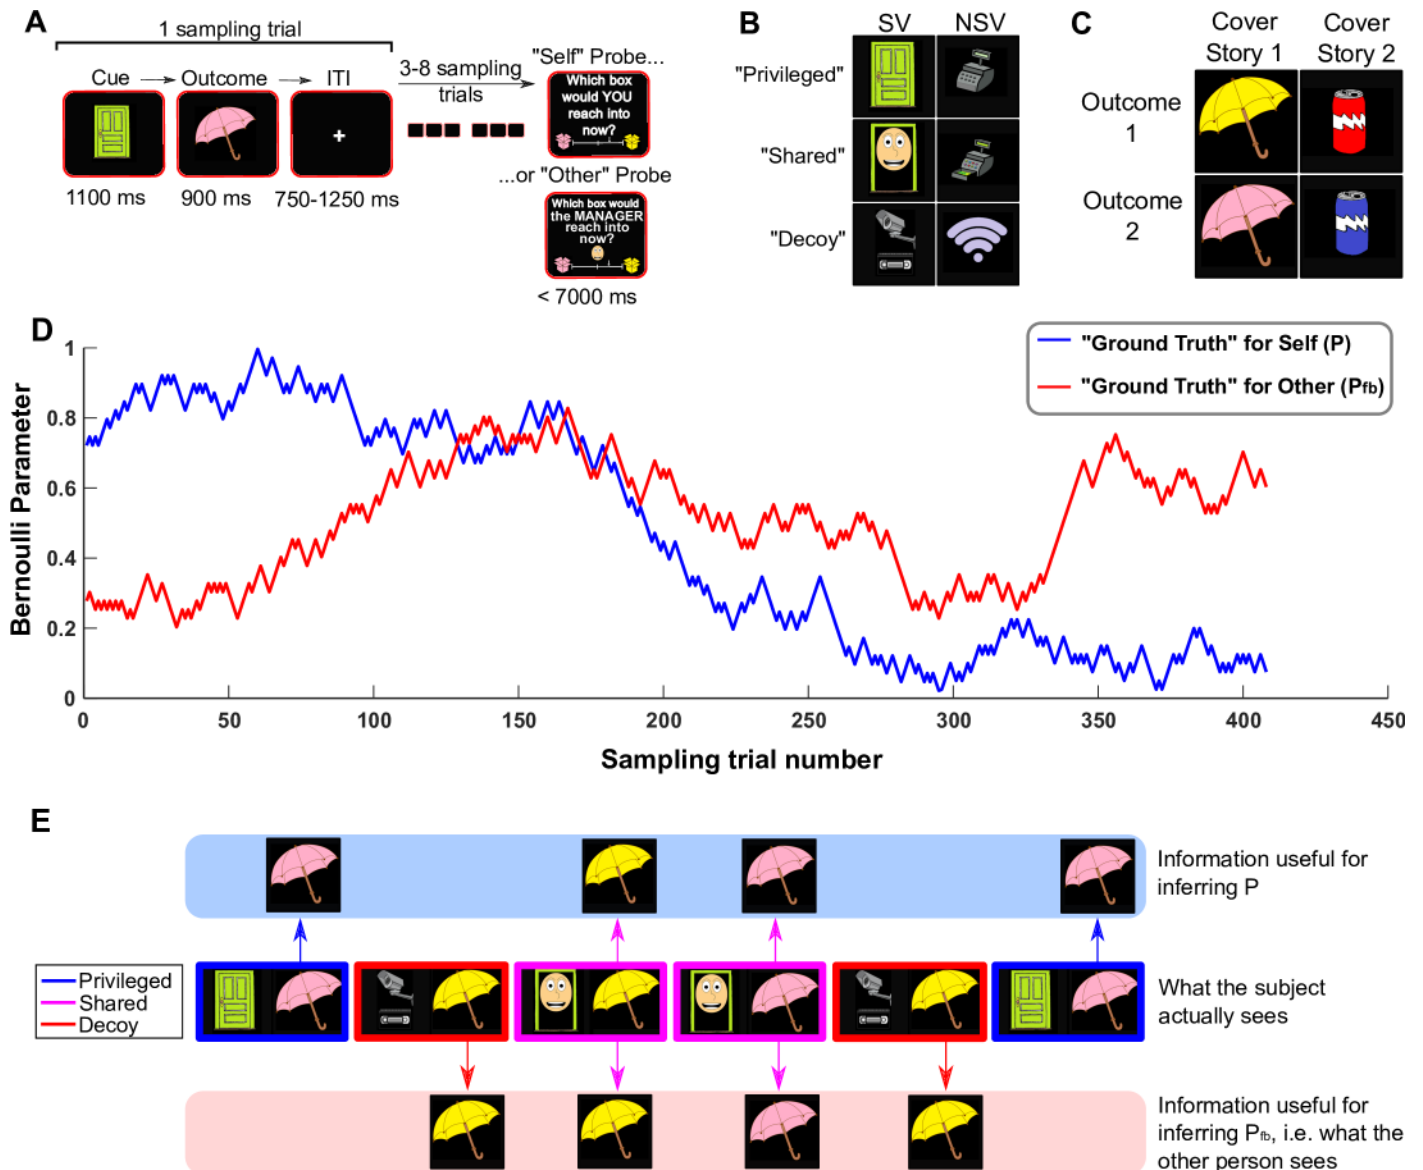 A
1 sampling trial
Cue
Outcome
ITI
+
1100 ms
900 ms
750-1250 ms
3-8 sampling
trials
"Self" Probe...
Which box
would YOU
reach into
now?
...or "Other" Probe
Which box would
the MANAGER
reach into
now?
< 7000 ms
B
SV
NSV
"Privileged"
"Shared"
"Decoy"
C
Cover
Story 1
Cover
Story 2
Outcome
1
Outcome
2
D
"Ground Truth" for Self (P)
"Ground Truth" for Other (Pfb)
Bernoulli Parameter
1
0.8
0.6
0.4
0.2
0
0
50
100
150
200
250
300
350
400
450
Sampling trial number
E
Information useful for
inferring P
Privileged
Shared
Decoy
What the subject
actually sees
Information useful for
inferring Pfb, i.e. what the
other person sees